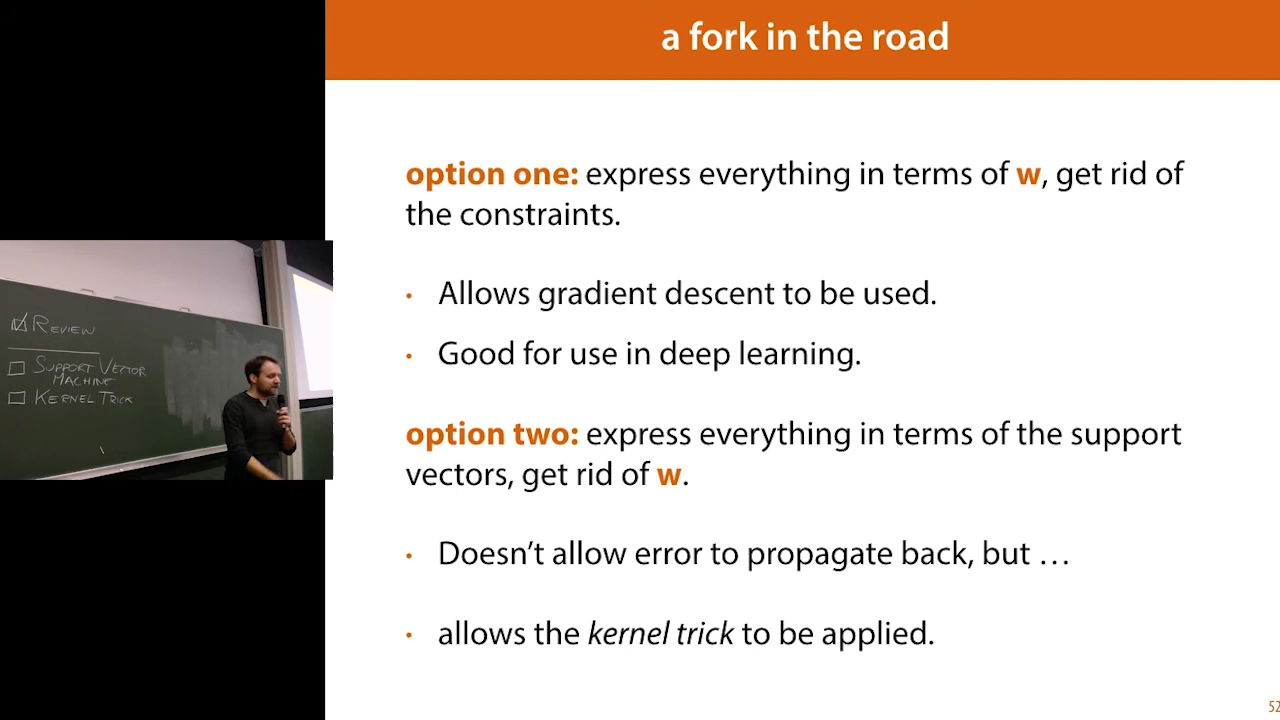 a fork in the road
option one: express everything in terms of w, get rid of
the constraints.
• Allows gradient descent to be used.
• Good for use in deep learning.
option two: express everything in terms of the support
vectors, get rid of w.
• Doesn’t allow error to propagate back, but …
• allows the kernel trick to be applied.
52
REVIEW
SUPPORT VECTOR
MACHINE
KERNEL TRICK